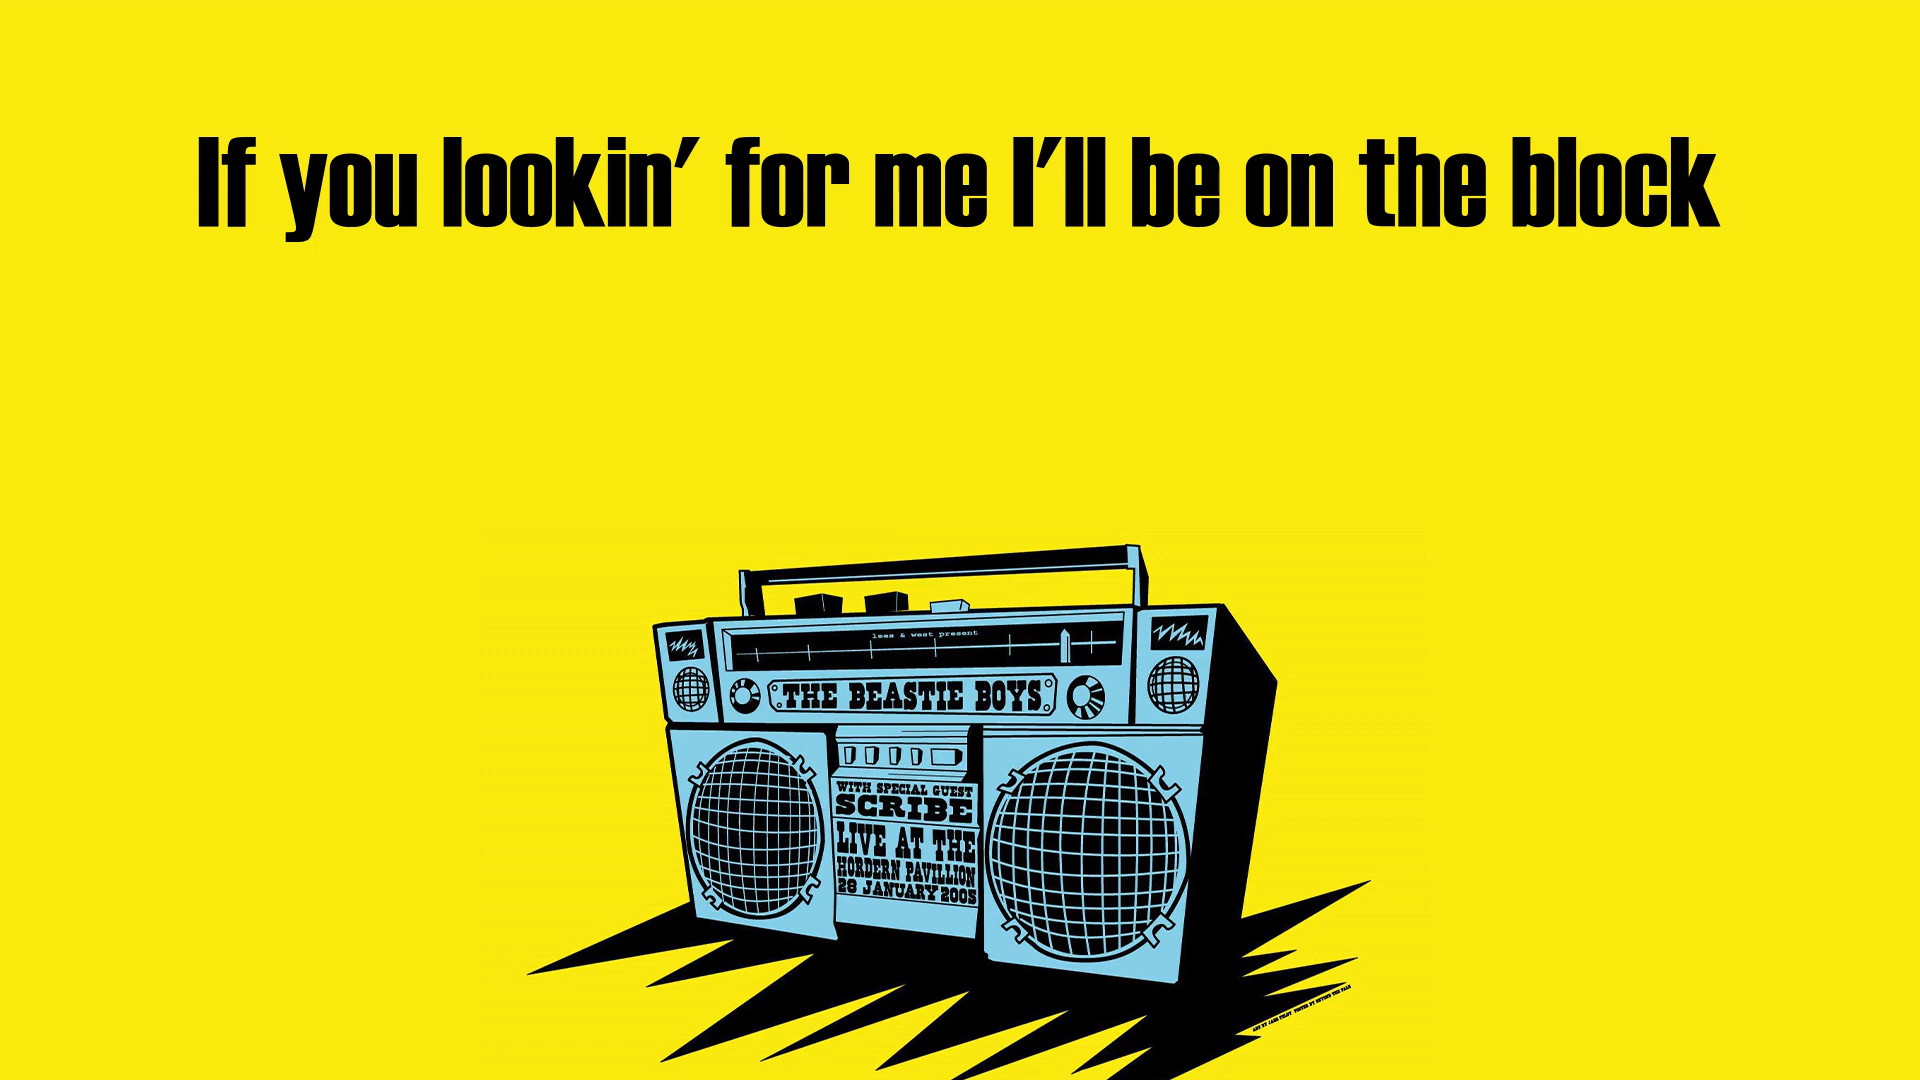 If you lookin' for me I'll be on the block
lees & west present
THE BEASTIE BOYS
WITH SPECIAL GUEST
SCRIBE
LIVE AT THE
HORDERN PAVILLION
28 JANUARY 2005